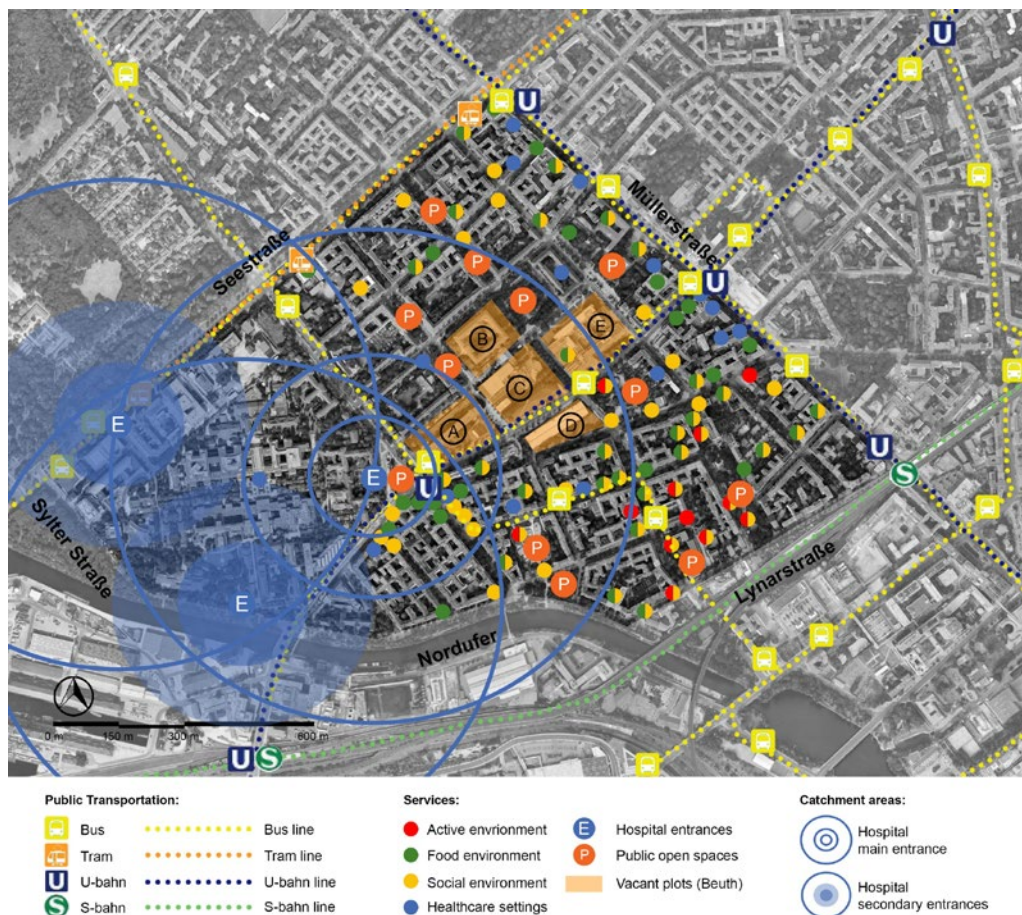 U
U
Müllerstraße
P
Seestraße
P
P
P
U
P
B
E
P
C
P
E
A
D
U
E
P
U
S
P
Sylter Straße
P
P
E
P
Lynarstraße
Nordufer
0 m 150 m 300 m 600 m
U S
Public Transportation:
Bus Bus line
Tram Tram line
U U-bahn U-bahn line
S S-bahn S-bahn line
Services:
Active envrionment
Food environment
Social environment
Healthcare settings
E Hospital entrances
P Public open spaces
Vacant plots (Beuth)
Catchment areas:
Hospital
main entrance
Hospital
secondary entrances